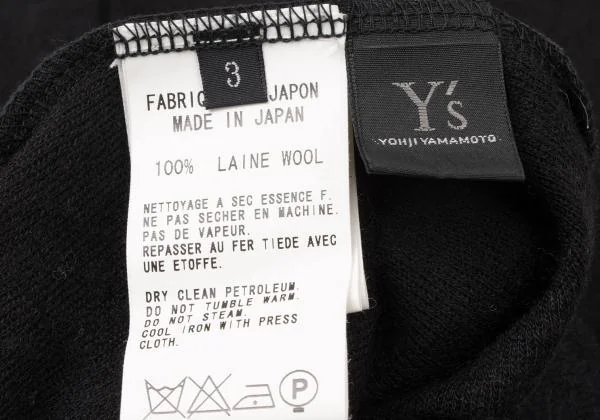 3
Y's
·YOHJI YAMAMOTO·
FABRIQ JAPON
MADE IN JAPAN
100% LAINE WOOL
NETTOYAGE A SEC ESSENCE F.
NE PAS SECHER EN MACHINE.
PAS DE VAPEUR.
REPASSER AU FER TIEDE AVEC
UNE ETOFFE.
DRY CLEAN PETROLEUM.
DO NOT TUMBLE WARM.
DO NOT STEAM.
COOL IRON WITH PRESS
CLOTH.
P